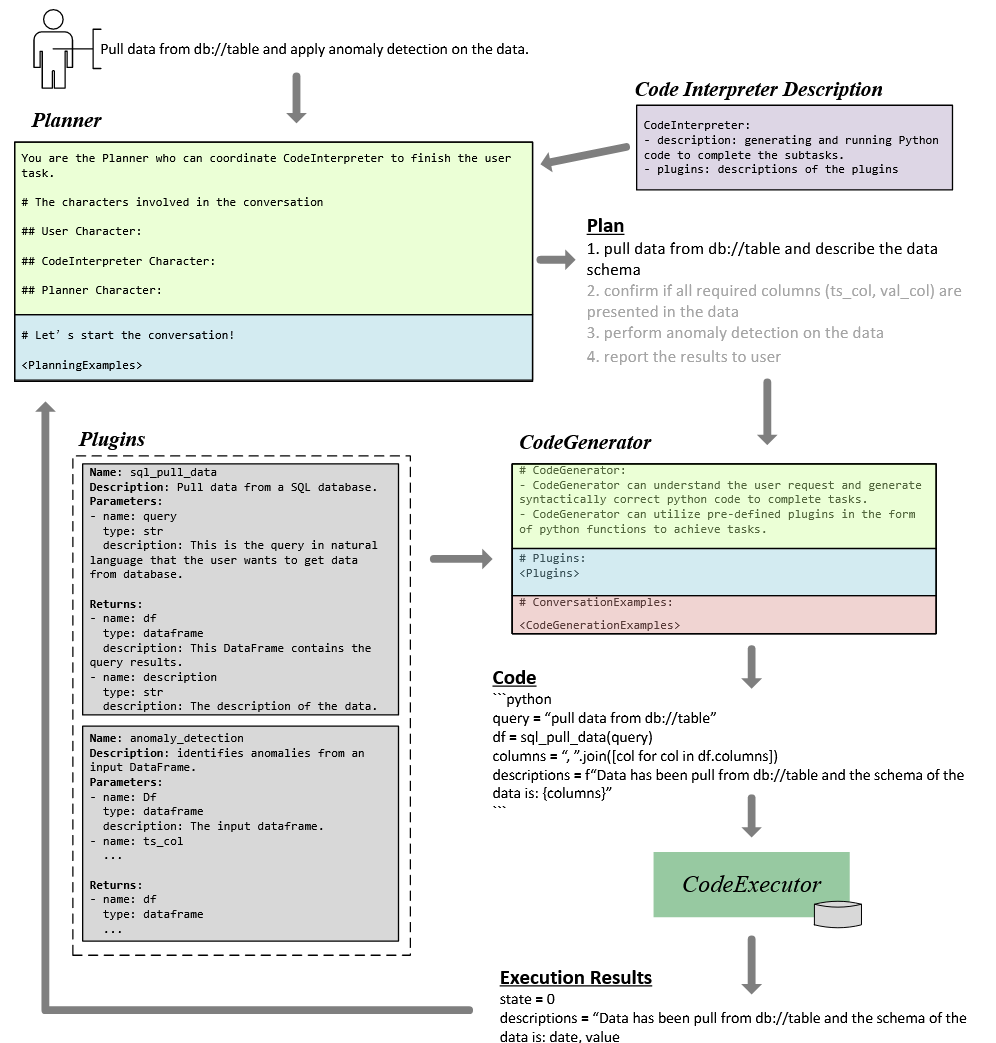 Pull data from db://table and apply anomaly detection on the data.
Code Interpreter Description
CodeInterpreter:
- description: generating and running Python
code to complete the subtasks.
- plugins: descriptions of the plugins
Planner
You are the Planner who can coordinate CodeInterpreter to finish the user
task.
# The characters involved in the conversation
## User Character:
## CodeInterpreter Character:
## Planner Character:
# Let's start the conversation!
<PlanningExamples>
Plan
1. pull data from db://table and describe the data
schema
2. confirm if all required columns (ts_col, val_col) are
presented in the data
3. perform anomaly detection on the data
4. report the results to user
Plugins
Name: sql_pull_data
Description: Pull data from a SQL database.
Parameters:
- name: query
type: str
description: This is the query in natural
language that the user wants to get data
from database.
Returns:
- name: df
type: dataframe
description: This DataFrame contains the
query results.
- name: description
type: str
description: The description of the data.
Name: anomaly_detection
Description: identifies anomalies from an
input DataFrame.
Parameters:
- name: Df
type: dataframe
description: The input dataframe.
- name: ts_col
...
Returns:
- name: df
type: dataframe
...
CodeGenerator
# CodeGenerator:
- CodeGenerator can understand the user request and generate
syntactically correct python code to complete tasks.
- CodeGenerator can utilize pre-defined plugins in the form
of python functions to achieve tasks.
# Plugins:
<Plugins>
# ConversationExamples:
<CodeGenerationExamples>
Code
```python
query = “pull data from db://table”
df = sql_pull_data(query)
columns = “, ”.join([col for col in df.columns])
descriptions = f“Data has been pull from db://table and the schema of the
data is: {columns}”
```
CodeExecutor
Execution Results
state = 0
descriptions = “Data has been pull from db://table and the schema of the
data is: date, value